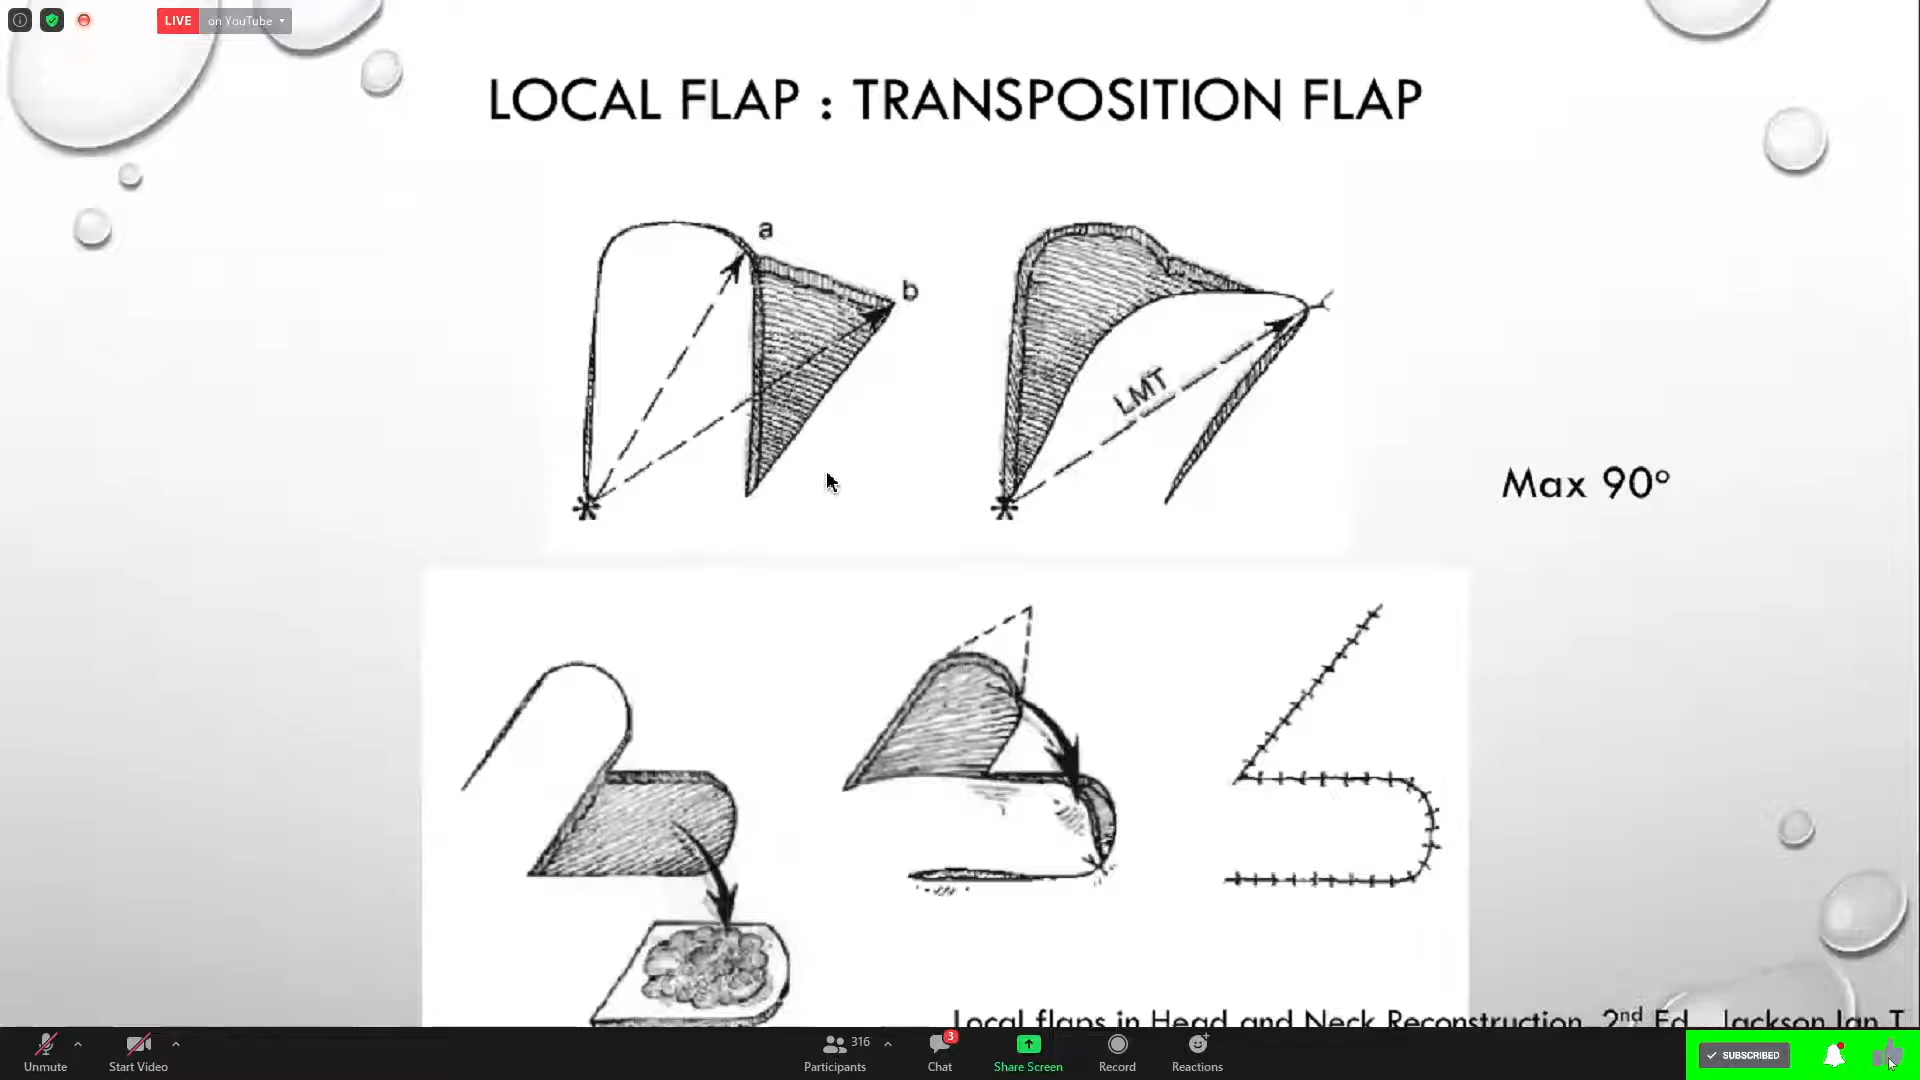 LIVE on YouTube
LOCAL FLAP : TRANSPOSITION FLAP
a
b
LMT
Max 90°
Local flaps in Head and Neck Reconstruction, 2nd Ed., Jackson Ian T
Unmute
Start Video
316
Participants
3
Chat
Share Screen
Record
Reactions
SUBSCRIBED